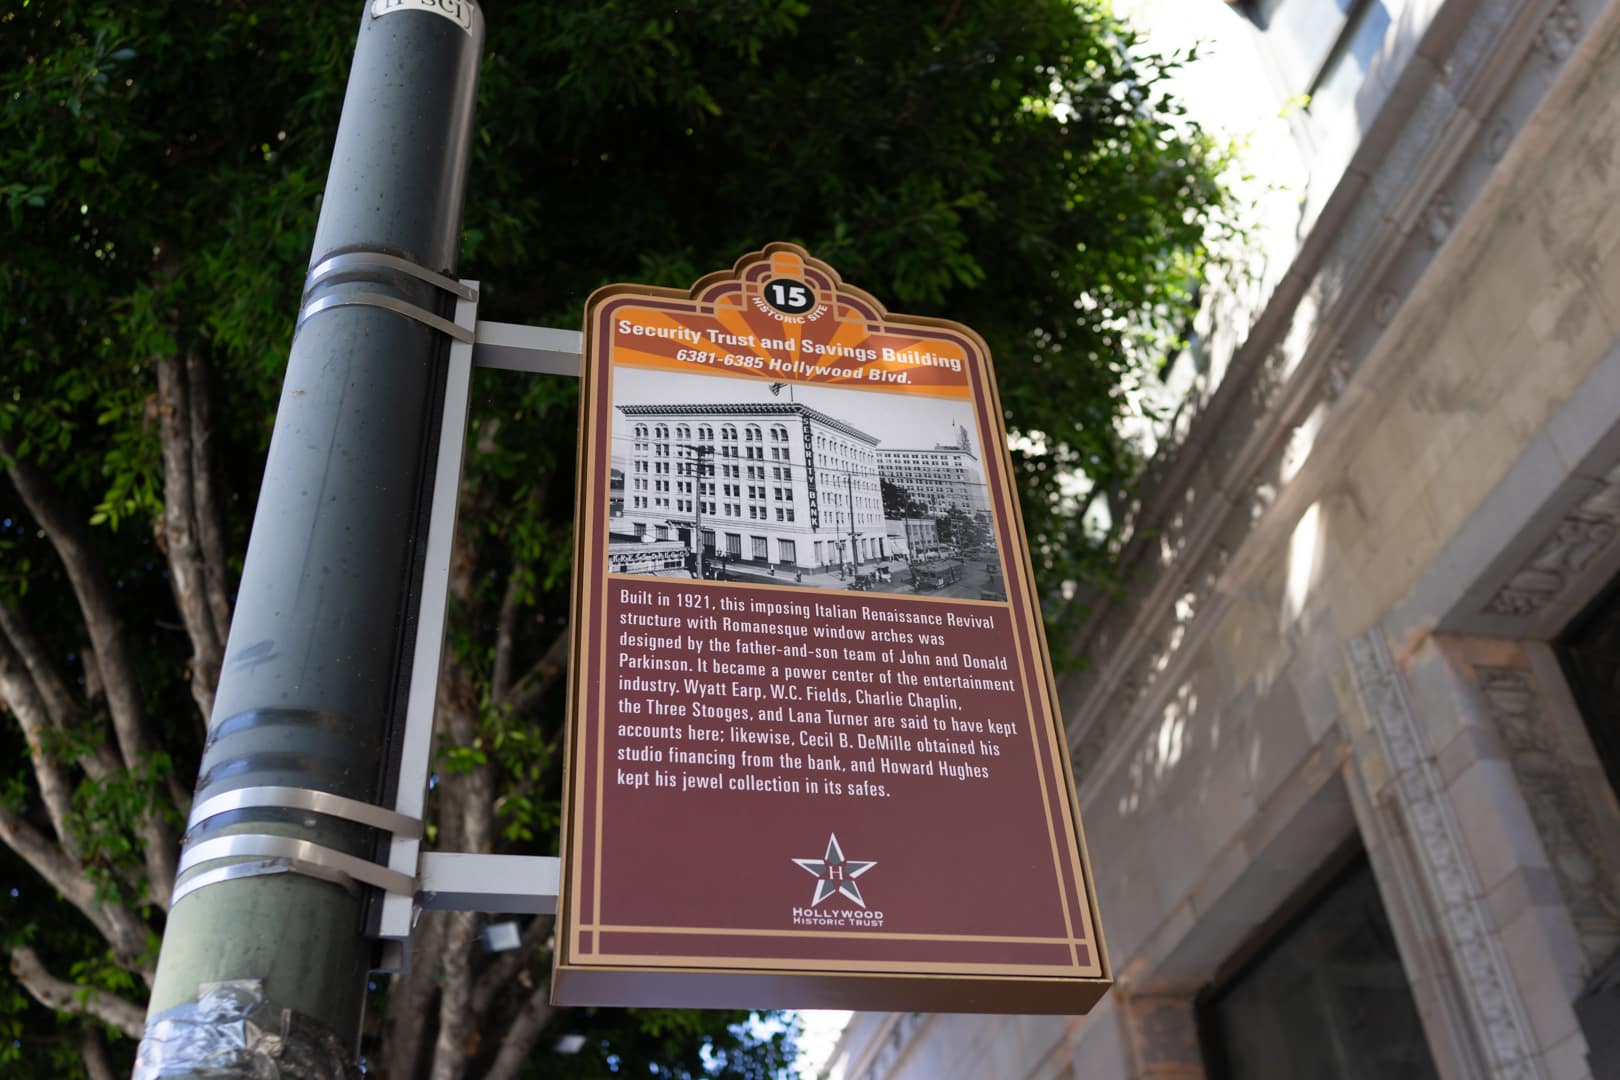 15
HISTORIC SITE
Security Trust and Savings Building
6381-6385 Hollywood Blvd.
SECURITY BANK
Built in 1921, this imposing Italian Renaissance Revival
structure with Romanesque window arches was
designed by the father-and-son team of John and Donald
Parkinson. It became a power center of the entertainment
industry. Wyatt Earp, W.C. Fields, Charlie Chaplin,
the Three Stooges, and Lana Turner are said to have kept
accounts here; likewise, Cecil B. DeMille obtained his
studio financing from the bank, and Howard Hughes
kept his jewel collection in its safes.
H
HOLLYWOOD
HISTORIC TRUST